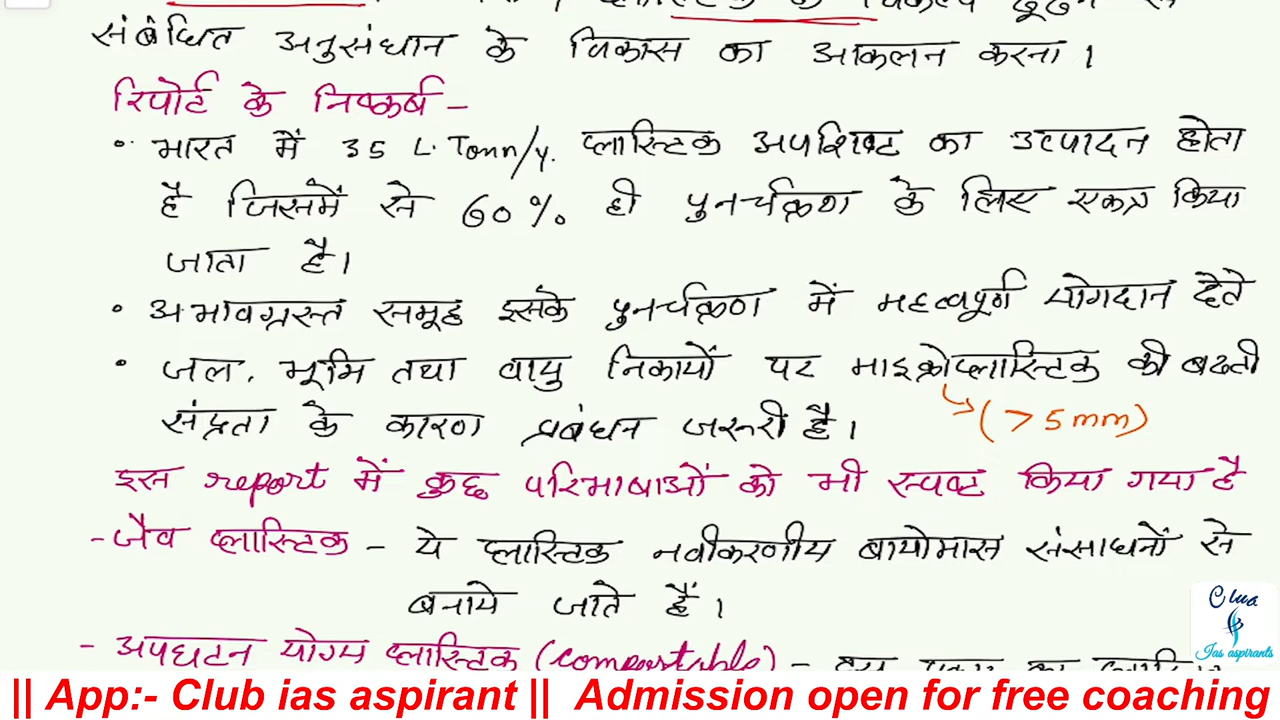 संबंधित अनुसंधान के विकास का आकलन करना।
रिपोर्ट के निष्कर्ष -
• भारत में 35 L. Tonn/y. प्लास्टिक अपशिष्ट का उत्पादन होता
है जिसमें से 60% ही पुनर्चक्रण के लिए एकत्र किया
जाता है।
• अभावग्रस्त समूह इसके पुनर्चक्रण में महत्वपूर्ण योगदान देते
• जल, भूमि तथा वायु निकायों पर माइक्रोप्लास्टिक की बढती
संद्रता के कारण प्रबंधन जरूरी है।
(> 5 mm)
इस report में कुछ परिभाषाओं को भी स्पष्ट किया गया है
- जैव प्लास्टिक - ये प्लास्टिक नवीकरणीय बायोमास संसाधनों से
बनाये जाते हैं।
- अपघटन योग्य प्लास्टिक (compostable) -
Club
Ias aspirants
|| App:- Club ias aspirant || Admission open for free coaching